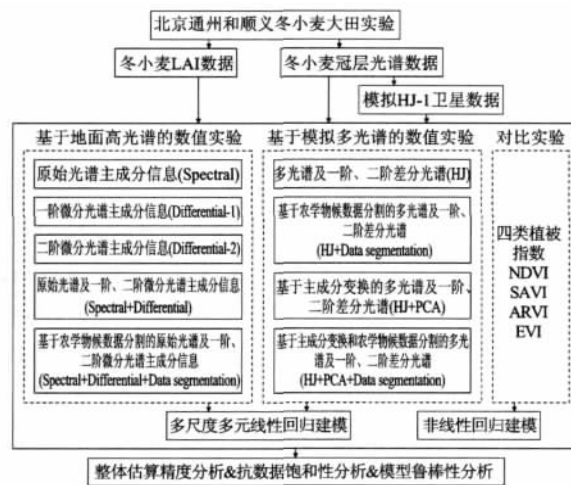 北京通州和顺义冬小麦大田实验
冬小麦LAI数据
冬小麦冠层光谱数据
模拟HJ-1卫星数据
基于地面高光谱的数值实验
原始光谱主成分信息(Spectral)
一阶微分光谱主成分信息(Differential-1)
二阶微分光谱主成分信息(Differential-2)
原始光谱及一阶、二阶微分光谱主成分信息
(Spectral+Differential)
基于农学物候数据分割的原始光谱及一阶、
二阶微分光谱主成分信息
(Spectral+Differential+Data segmentation)
基于模拟多光谱的数值实验
多光谱及一阶、二阶差分光谱(HJ)
基于农学物候数据分割的多光谱及一阶、
二阶差分光谱
(HJ+Data segmentation)
基于主成分变换的多光谱及一阶、
二阶差分光谱(HJ+PCA)
基于主成分变换和农学物候数据分割的多光
谱及一阶、二阶差分光谱
(HJ+PCA+Data segmentation)
对比实验
四类植被
指数
NDVI
SAVI
ARVI
EVI
多尺度多元线性回归建模
非线性回归建模
整体估算精度分析&抗数据饱和性分析&模型鲁棒性分析